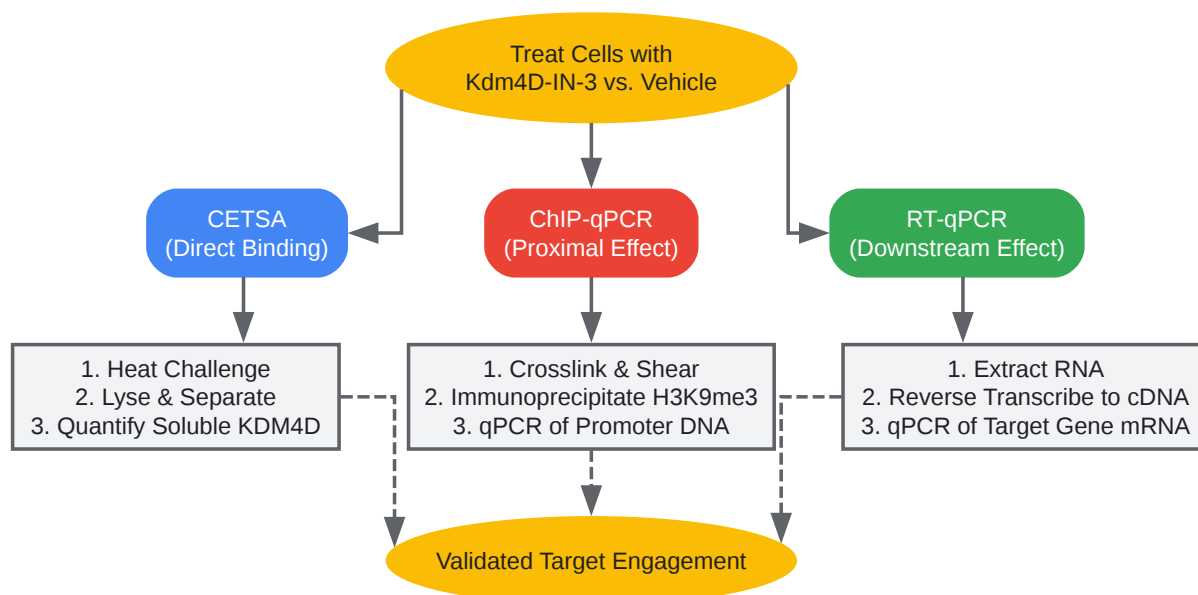 Treat Cells with
Kdm4D-IN-3 vs. Vehicle
CETSA
(Direct Binding)
ChIP-qPCR
(Proximal Effect)
RT-qPCR
(Downstream Effect)
1. Heat Challenge
2. Lyse & Separate
3. Quantify Soluble KDM4D
1. Crosslink & Shear
2. Immunoprecipitate H3K9me3
3. qPCR of Promoter DNA
1. Extract RNA
2. Reverse Transcribe to cDNA
3. qPCR of Target Gene mRNA
Validated Target Engagement